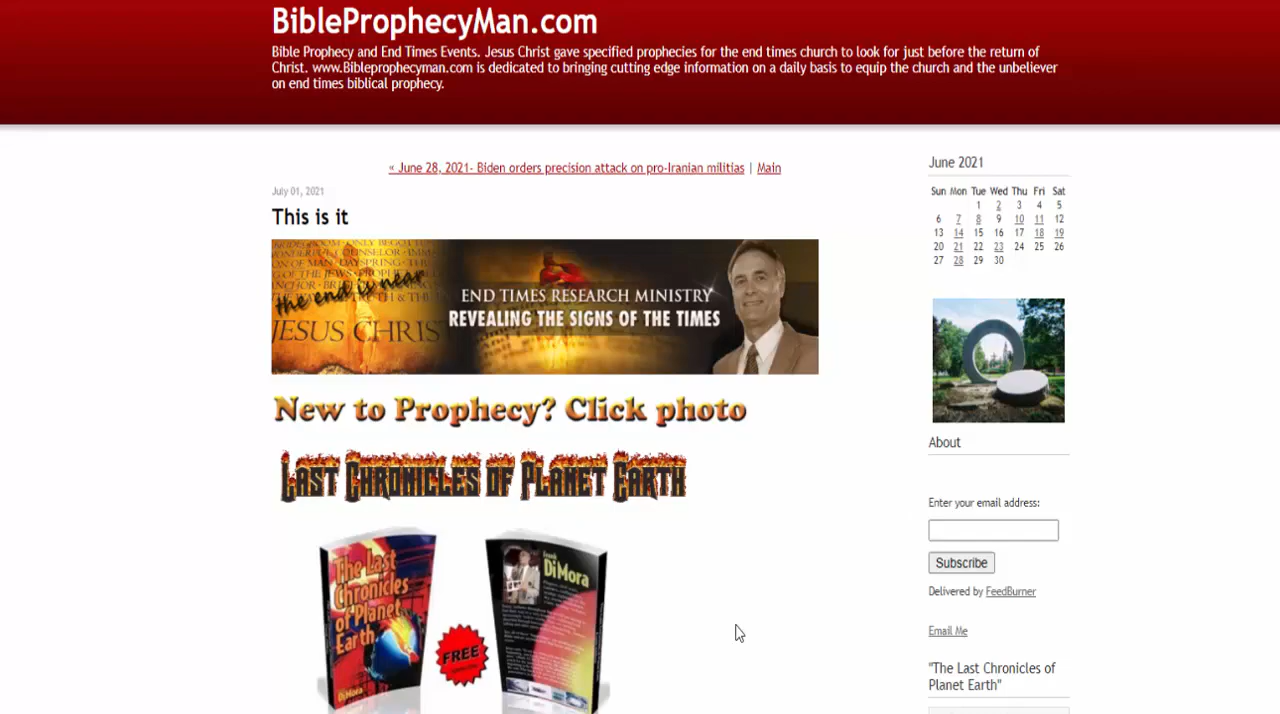 BibleProphecyMan.com
Bible Prophecy and End Times Events. Jesus Christ gave specified prophecies for the end times church to look for just before the return of
Christ. www.Bibleprophecyman.com is dedicated to bringing cutting edge information on a daily basis to equip the church and the unbeliever
on end times biblical prophecy.
« June 28, 2021- Biden orders precision attack on pro-Iranian militias | Main
July 01, 2021
This is it
the end is near
JESUS CHRIST
END TIMES RESEARCH MINISTRY
REVEALING THE SIGNS OF THE TIMES
New to Prophecy? Click photo
LAST CHRONICLES OF PLANET EARTH
The Last
Chronicles
of Planet
Earth
DiMora
FREE
Frank
DiMora
June 2021
Sun Mon Tue Wed Thu Fri Sat
1 2 3 4 5
6 7 8 9 10 11 12
13 14 15 16 17 18 19
20 21 22 23 24 25 26
27 28 29 30
About
Enter your email address:
Subscribe
Delivered by FeedBurner
Email Me
"The Last Chronicles of
Planet Earth"